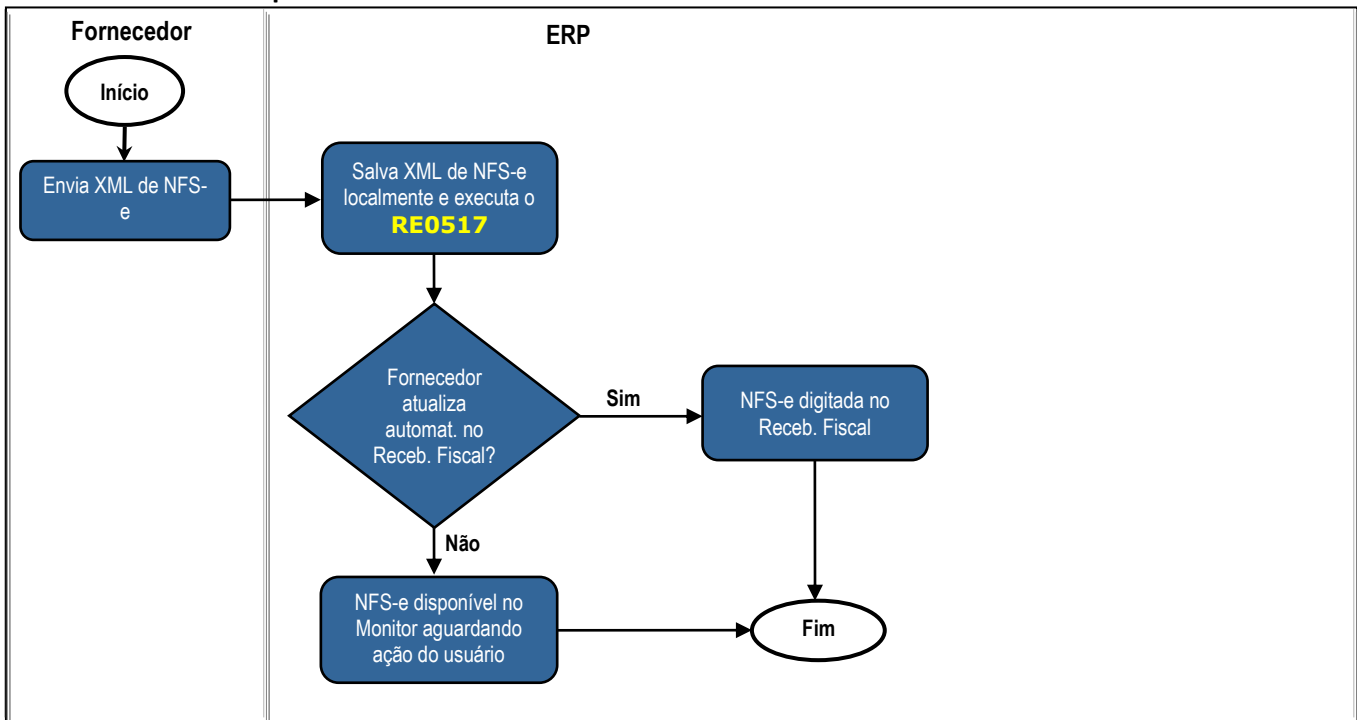 Fornecedor
ERP
Início
Envia XML de NFS-
e
Salva XML de NFS-e
localmente e executa o
RE0517
Fornecedor
atualiza
automat. no
Receb. Fiscal?
Sim
NFS-e digitada no
Receb. Fiscal
Não
NFS-e disponível no
Monitor aguardando
ação do usuário
Fim